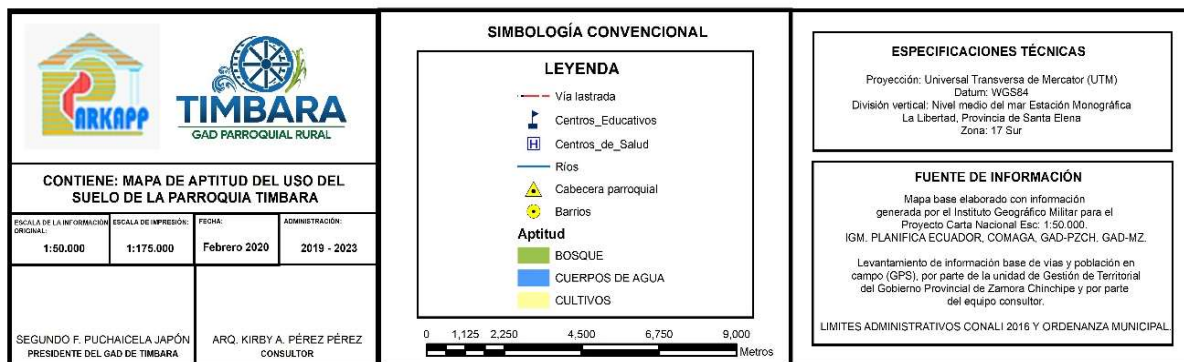 PARKAPP
TIMBARA
GAD PARROQUIAL RURAL
CONTIENE: MAPA DE APTITUD DEL USO DEL
SUELO DE LA PARROQUIA TIMBARA
ESCALA DE LA INFORMACIÓN ORIGINAL:
1:50.000
ESCALA DE IMPRESIÓN:
1:175.000
FECHA:
Febrero 2020
ADMINISTRACIÓN:
2019 - 2023
SEGUNDO F. PUCHAICELA JAPÓN
PRESIDENTE DEL GAD DE TIMBARA
ARQ. KIRBY A. PÉREZ PÉREZ
CONSULTOR
SIMBOLOGÍA CONVENCIONAL
LEYENDA
Vía lastrada
Centros_Educativos
H Centros_de_Salud
Ríos
Cabecera parroquial
Barrios
Aptitud
BOSQUE
CUERPOS DE AGUA
CULTIVOS
0 1,125 2,250 4,500 6,750 9,000
Metros
ESPECIFICACIONES TÉCNICAS
Proyección: Universal Transversa de Mercator (UTM)
Datum: WGS84
División vertical: Nivel medio del mar Estación Monográfica
La Libertad, Provincia de Santa Elena
Zona: 17 Sur
FUENTE DE INFORMACIÓN
Mapa base elaborado con información
generada por el Instituto Geográfico Militar para el
Proyecto Carta Nacional Esc: 1:50.000.
IGM. PLANIFICA ECUADOR, COMAGA, GAD-PZCH. GAD-MZ.
Levantamiento de información base de vías y población en
campo (GPS), por parte de la unidad de Gestión de Territorial
del Gobierno Provincial de Zamora Chinchipe y por parte
del equipo consultor.
LIMITES ADMINISTRATIVOS CONALI 2016 Y ORDENANZA MUNICIPAL.